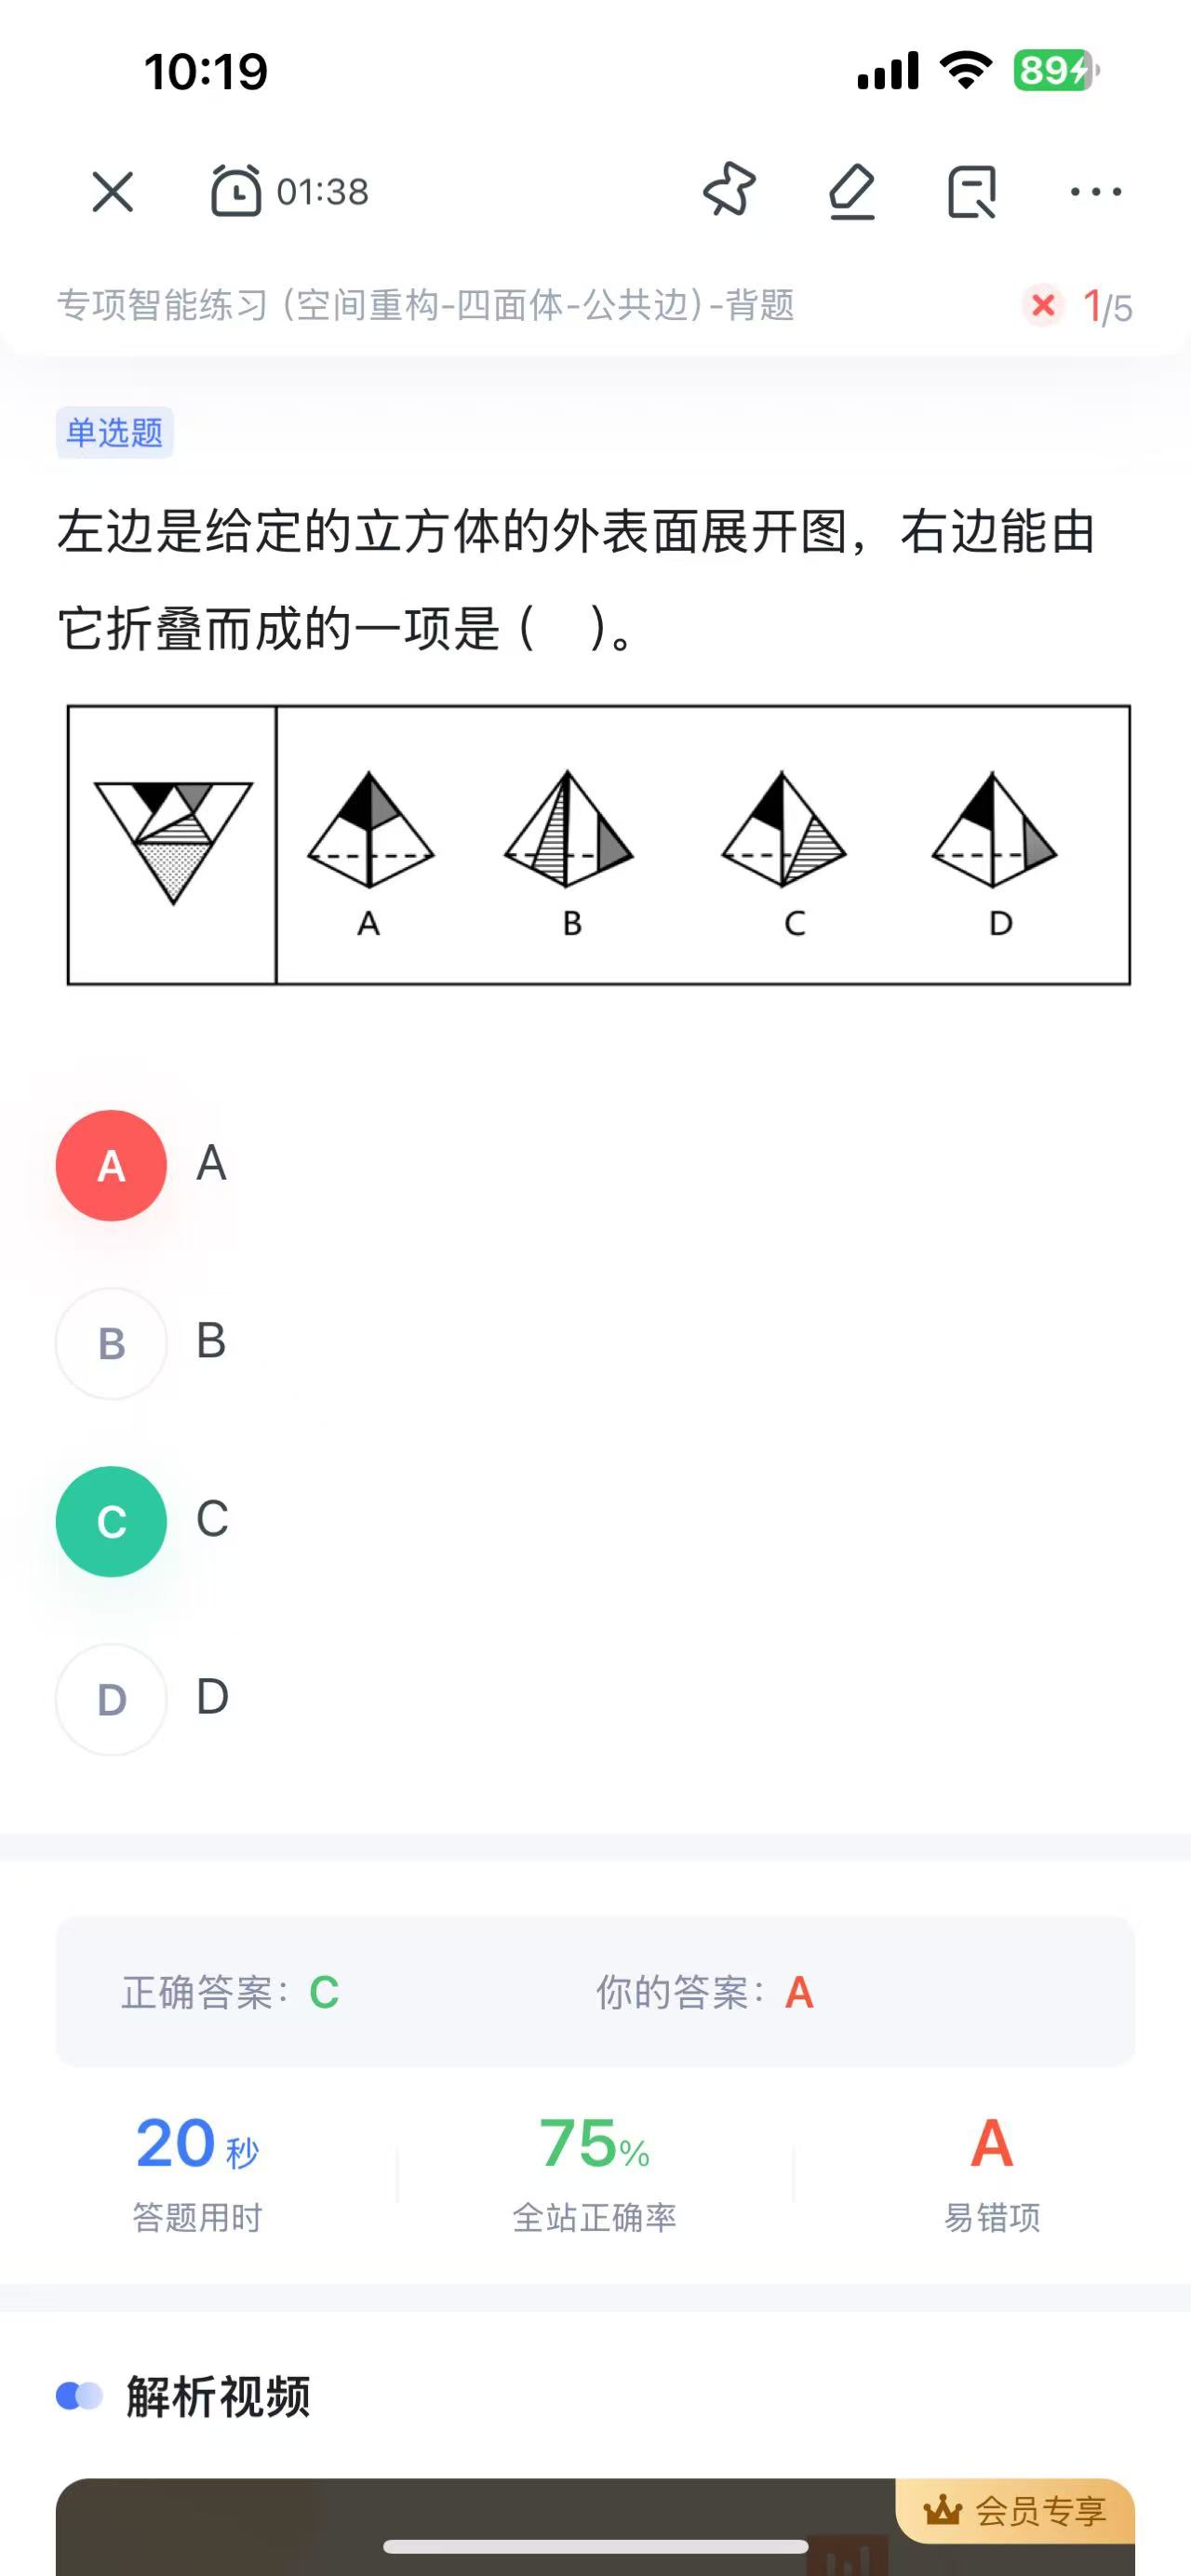 10:19
89
01:38
专项智能练习（空间重构-四面体-公共边）-背题
1/5
单选题
左边是给定的立方体的外表面展开图，右边能由
它折叠而成的一项是（ ）。
A B C D
A A
B B
C C
D D
正确答案：C 你的答案：A
20秒 75% A
答题用时 全站正确率 易错项
解析视频
会员专享